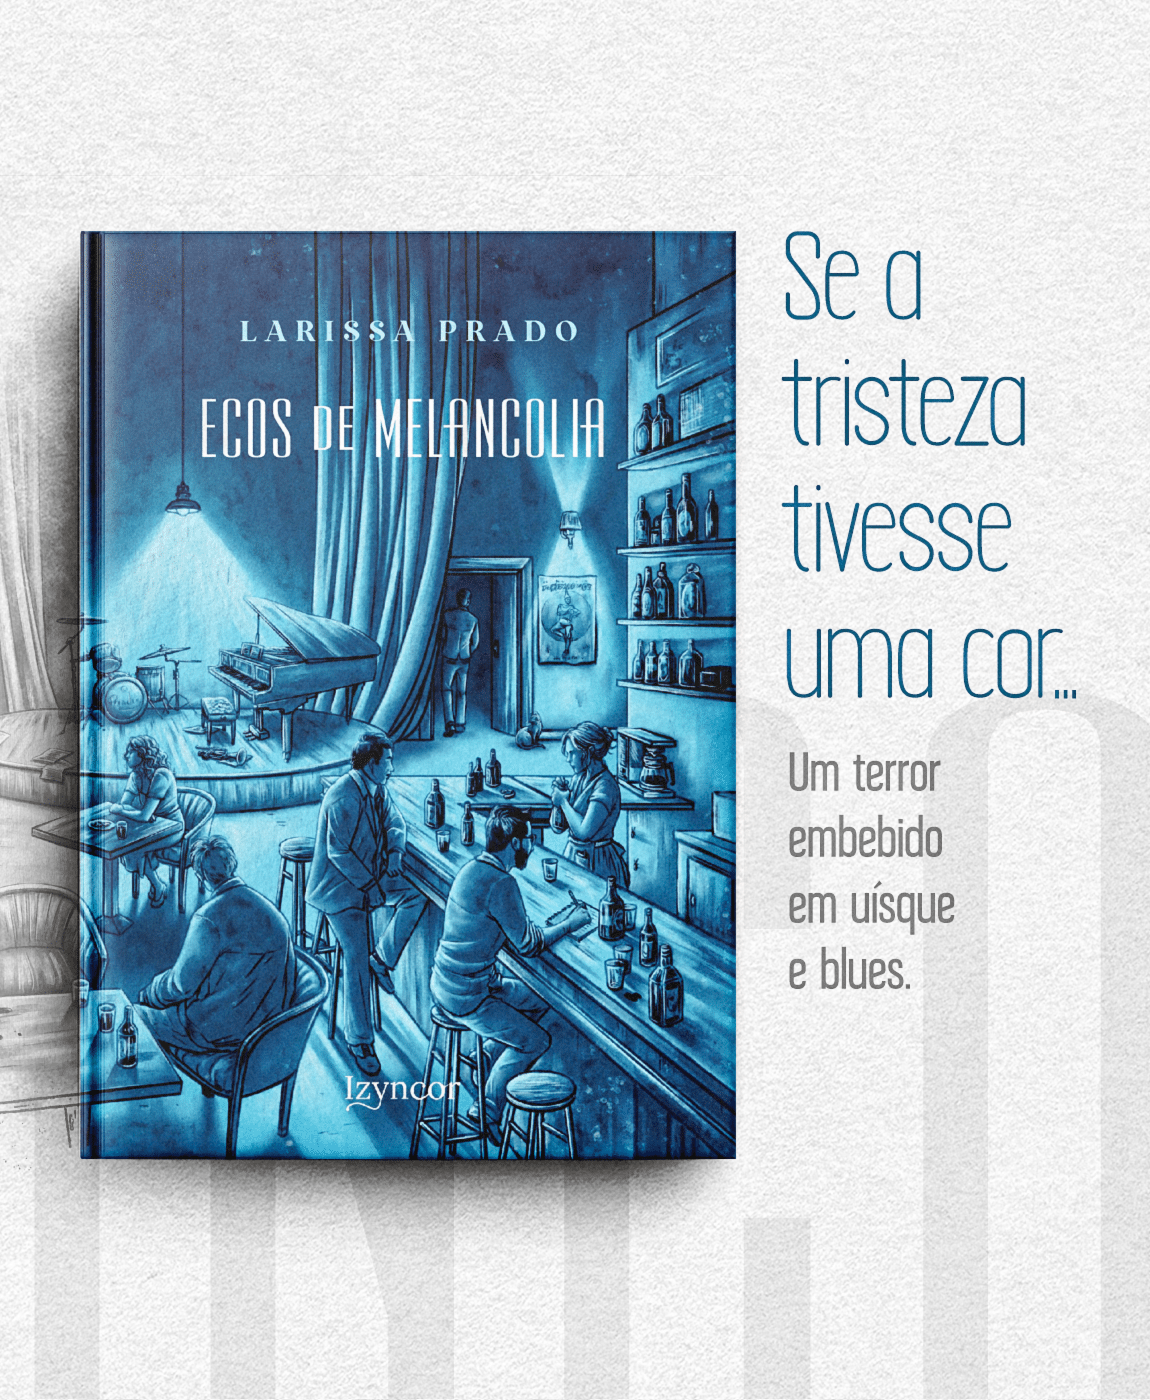 LARISSA PRADO
ECOS DE MELANCOLIA
Izyncor
Se a
tristeza
tivesse
uma cor...
Um terror
embebido
em uísque
e blues.